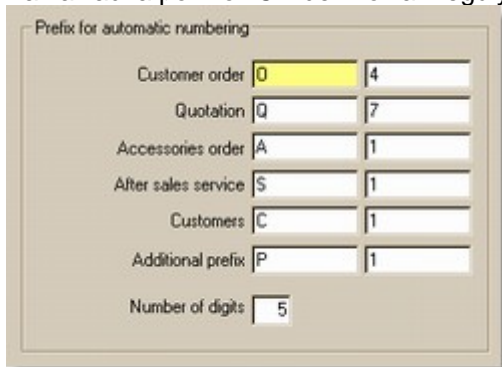 Prefix for automatic numbering
Customer order O 4
Quotation Q 7
Accessories order A 1
After sales service S 1
Customers C 1
Additional prefix P 1
Number of digits 5